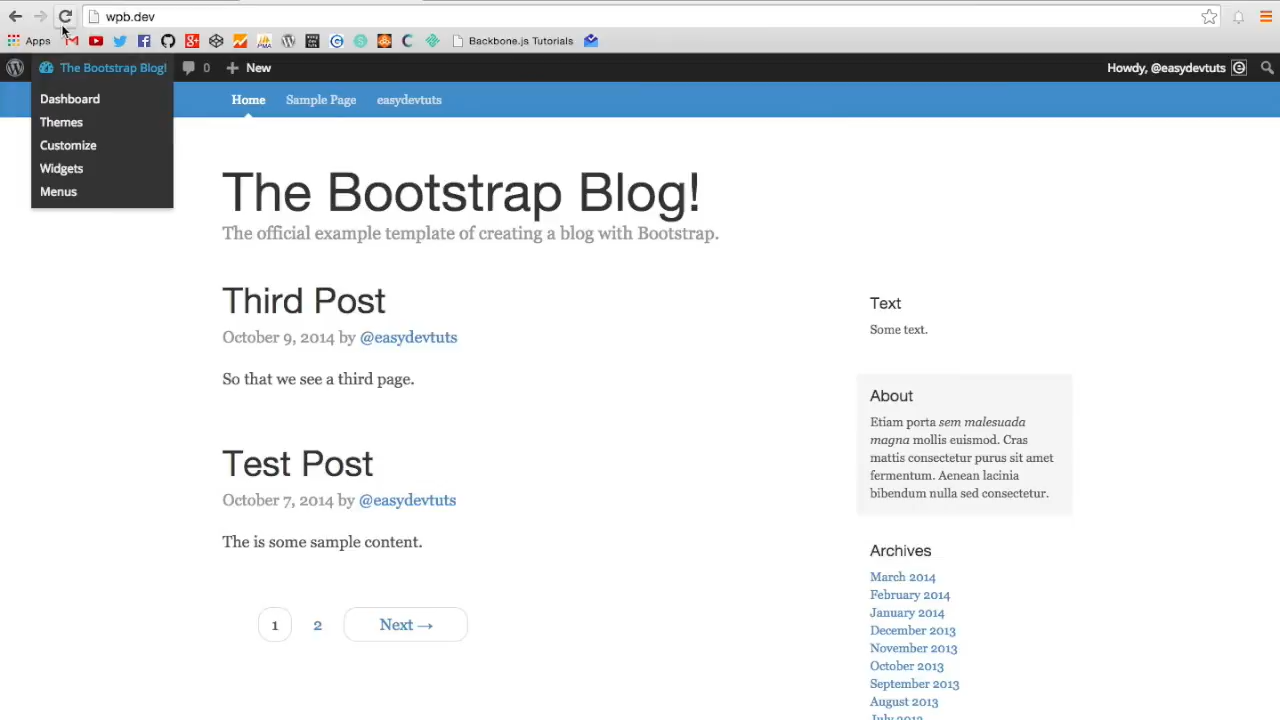 wpb.dev
Apps
Backbone.js Tutorials
The Bootstrap Blog! 0 New Howdy, @easydevtuts
Dashboard
Themes
Customize
Widgets
Menus
Home Sample Page easydevtuts
The Bootstrap Blog!
The official example template of creating a blog with Bootstrap.
Third Post
October 9, 2014 by @easydevtuts
So that we see a third page.
Test Post
October 7, 2014 by @easydevtuts
The is some sample content.
1 2 Next →
Text
Some text.
About
Etiam porta sem malesuada
magna mollis euismod. Cras
mattis consectetur purus sit amet
fermentum. Aenean lacinia
bibendum nulla sed consectetur.
Archives
March 2014
February 2014
January 2014
December 2013
November 2013
October 2013
September 2013
August 2013